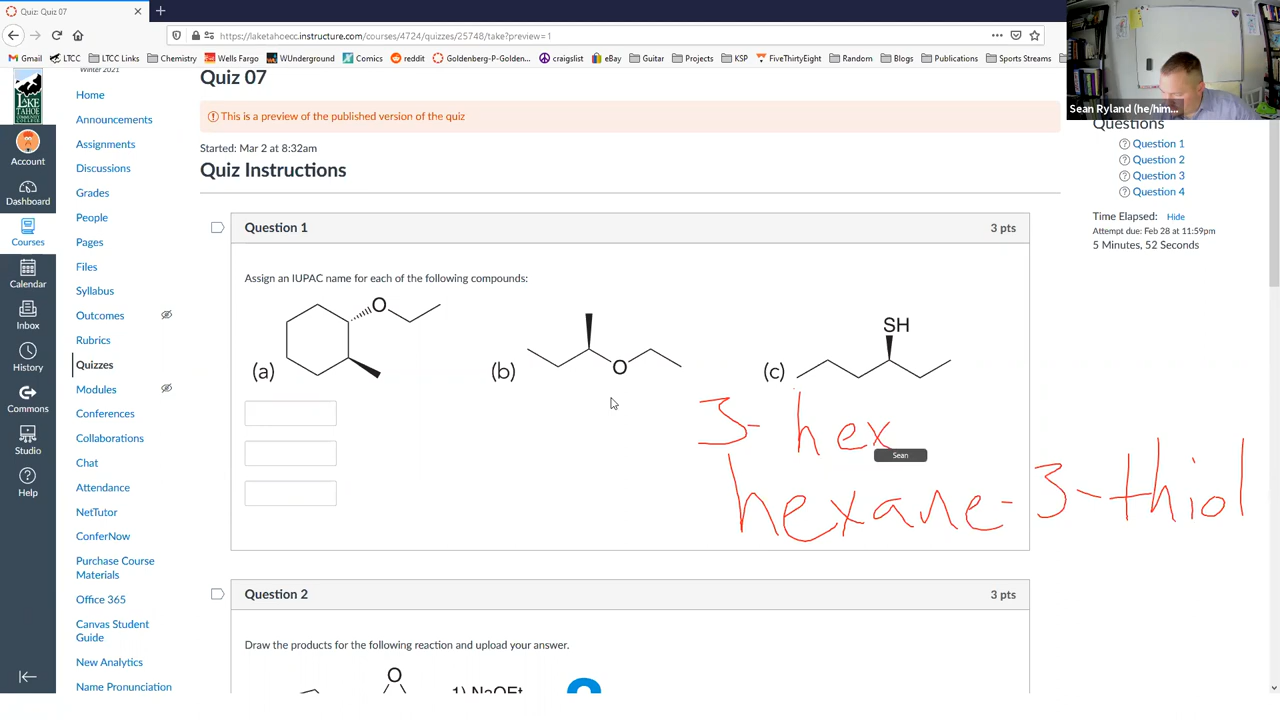 Quiz: Quiz 07
https://laketahoecc.instructure.com/courses/4724/quizzes/25748/take?preview=1
Gmail
LTCC
LTCC Links
Chemistry
Wells Fargo
WUnderground
Comics
reddit
Goldenberg-P-Golden...
craigslist
eBay
Guitar
Projects
KSP
FiveThirtyEight
Random
Blogs
Publications
Sports Streams
Sean Ryland (he/him...
LAKE TAHOE
Account
Dashboard
Courses
Calendar
Inbox
History
Commons
Studio
Help
Winter 2021
Home
Announcements
Assignments
Discussions
Grades
People
Pages
Files
Syllabus
Outcomes
Rubrics
Quizzes
Modules
Conferences
Collaborations
Chat
Attendance
NetTutor
ConferNow
Purchase Course
Materials
Office 365
Canvas Student
Guide
New Analytics
Name Pronunciation
Quiz 07
This is a preview of the published version of the quiz
Started: Mar 2 at 8:32am
Quiz Instructions
Question 1 3 pts
Assign an IUPAC name for each of the following compounds:
(a) O
(b) O
(c) SH
3-hex
Sean
hexane-3-thiol
Question 2 3 pts
Draw the products for the following reaction and upload your answer.
O
1) NaOEt
Questions
Question 1
Question 2
Question 3
Question 4
Time Elapsed: Hide
Attempt due: Feb 28 at 11:59pm
5 Minutes, 52 Seconds